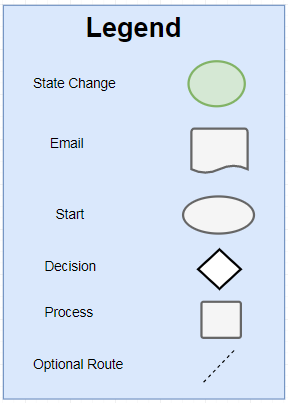 Legend
State Change
Email
Start
Decision
Process
Optional Route